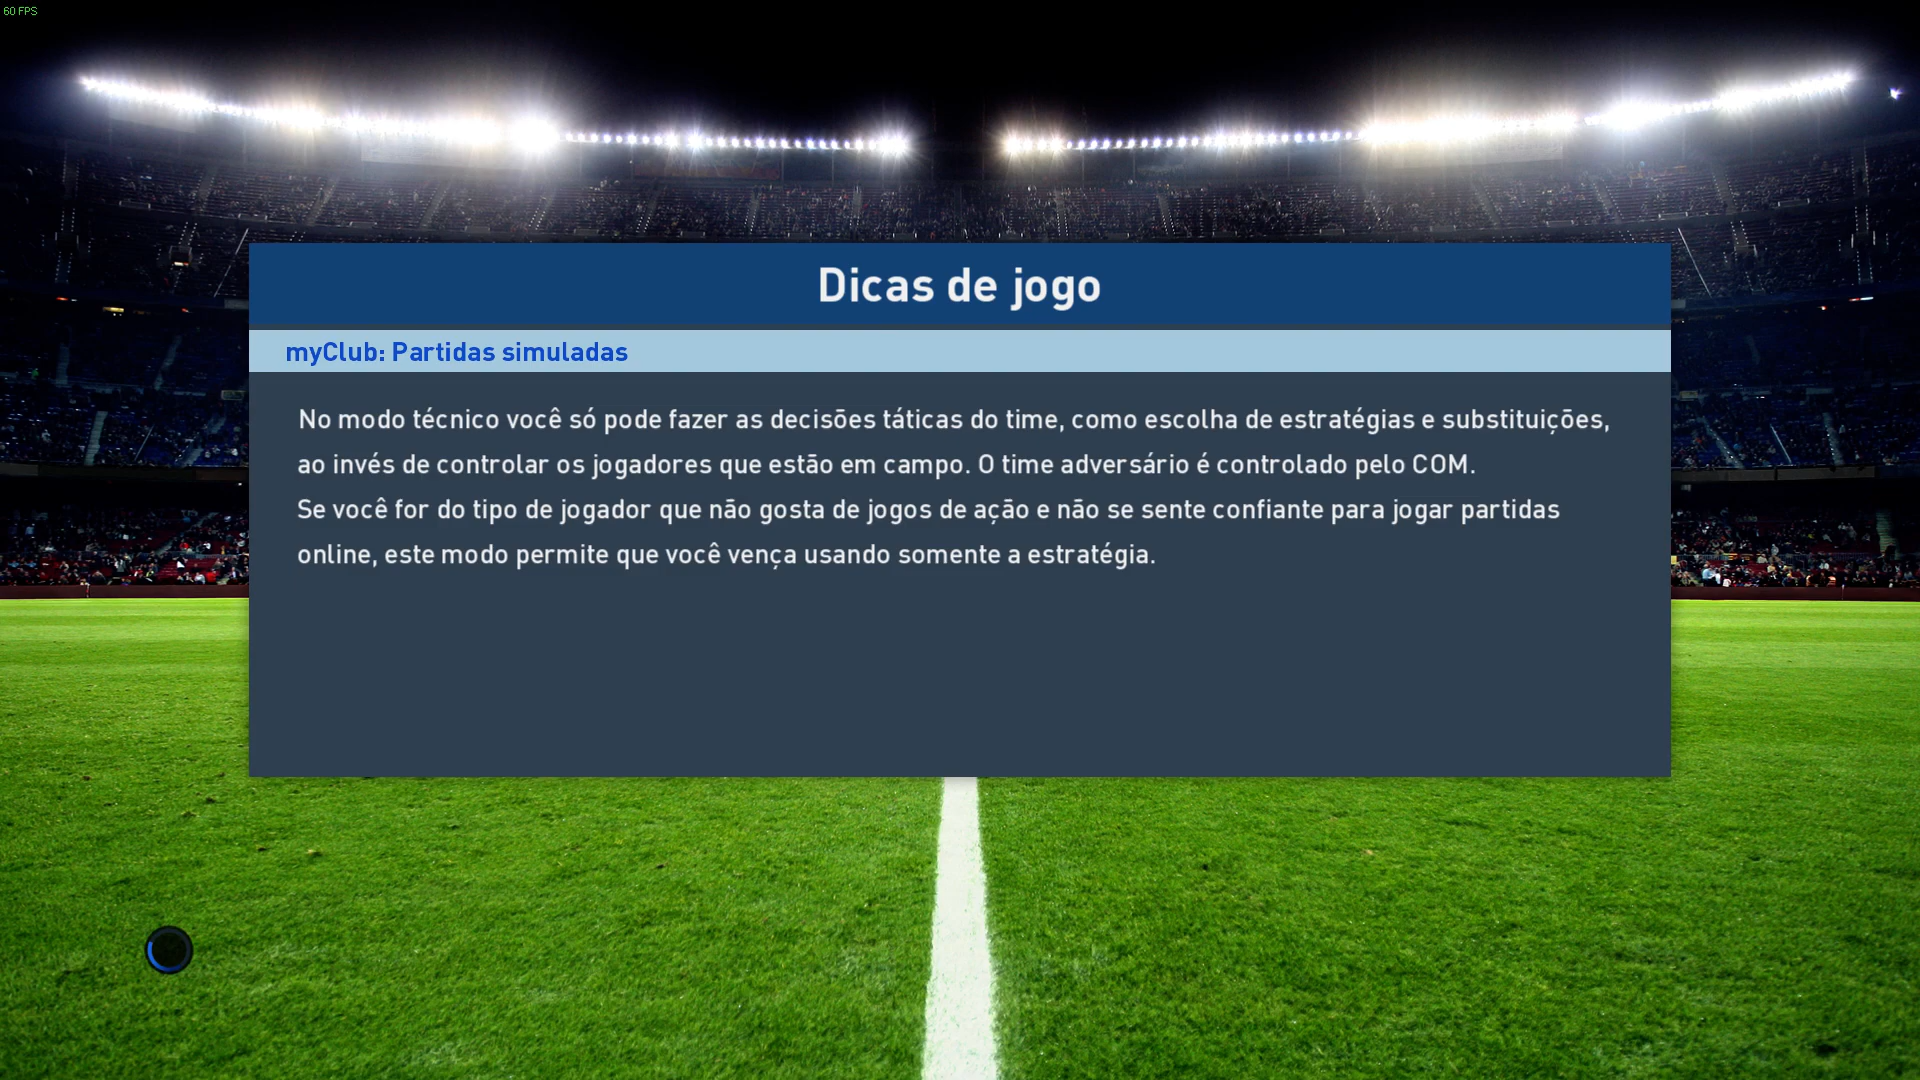 60 FPS
Dicas de jogo
myClub: Partidas simuladas
No modo técnico você só pode fazer as decisões táticas do time, como escolha de estratégias e substituições,
ao invés de controlar os jogadores que estão em campo. O time adversário é controlado pelo COM.
Se você for do tipo de jogador que não gosta de jogos de ação e não se sente confiante para jogar partidas
online, este modo permite que você vença usando somente a estratégia.